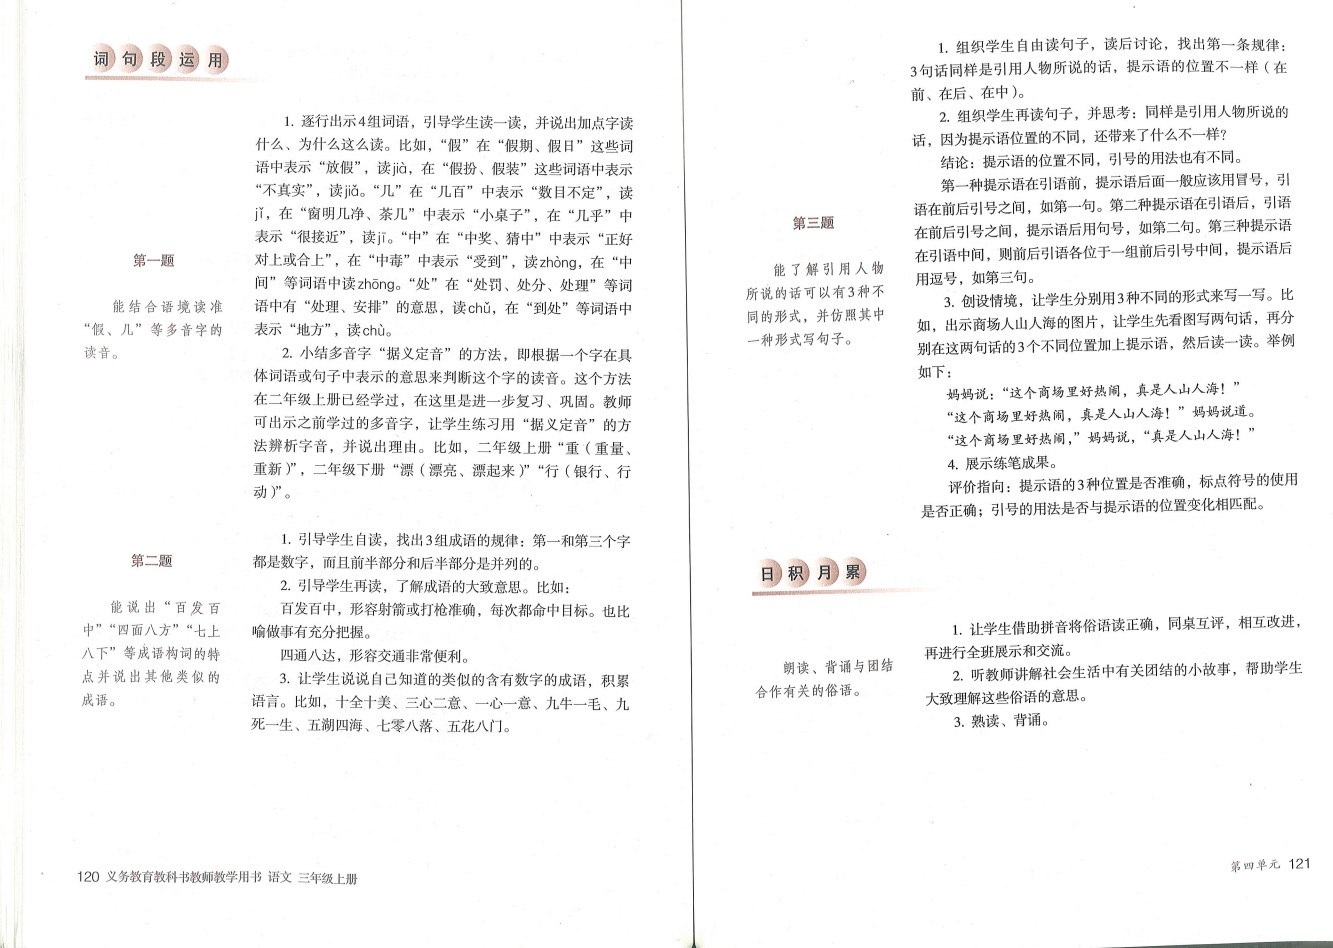 词句段运用
1. 逐行出示4组词语，引导学生读一读，并说出加点字读
什么、为什么这么读。比如，“假”在“假期、假日”这些词
语中表示“放假”，读jià，在“假扮、假装”这些词语中表示
“不真实”，读jiǎ。“几”在“几百”中表示“数目不定”，读
jǐ，在“窗明几净、茶几”中表示“小桌子”，在“几乎”中
表示“很接近”，读jī。“中”在“中奖、猜中”中表示“正好
对上或合上”，在“中毒”中表示“受到”，读zhòng，在“中
间”等词语中读zhōng。“处”在“处罚、处分、处理”等词
语中有“处理、安排”的意思，读chǔ，在“到处”等词语中
表示“地方”，读chù。
2. 小结多音字“据义定音”的方法，即根据一个字在具
体词语或句子中表示的意思来判断这个字的读音。这个方法
在二年级上册已经学过，在这里是进一步复习、巩固。教师
可出示之前学过的多音字，让学生练习用“据义定音”的方
法辨析字音，并说出理由。比如，二年级上册“重（重量、
重新）”，二年级下册“漂（漂亮、漂起来）”“行（银行、行
动）”。
第一题
能结合语境读准
“假、几”等多音字的
读音。
1. 引导学生自读，找出3组成语的规律：第一和第三个字
都是数字，而且前半部分和后半部分是并列的。
2. 引导学生再读，了解成语的大致意思。比如：
百发百中，形容射箭或打枪准确，每次都命中目标。也比
喻做事有充分把握。
四通八达，形容交通非常便利。
3. 让学生说说自己知道的类似的含有数字的成语，积累
语言。比如，十全十美、三心二意、一心一意、九牛一毛、九
死一生、五湖四海、七零八落、五花八门。
第二题
能说出“百发百
中”“四面八方”“七上
八下”等成语构词的特
点并说出其他类似的
成语。
120 义务教育教科书教师教学用书 语文 三年级上册
1. 组织学生自由读句子，读后讨论，找出第一条规律：
3句话同样是引用人物所说的话，提示语的位置不一样（在
前、在后、在中）。
2. 组织学生再读句子，并思考：同样是引用人物所说的
话，因为提示语位置的不同，还带来了什么不一样？
结论：提示语的位置不同，引号的用法也有不同。
第一种提示语在引语前，提示语后面一般应该用冒号，引
语在前后引号之间，如第一句。第二种提示语在引语后，引语
在前后引号之间，提示语后用句号，如第二句。第三种提示语
在引语中间，则前后引语各位于一组前后引号中间，提示语后
用逗号，如第三句。
3. 创设情境，让学生分别用3种不同的形式来写一写。比
如，出示商场人山人海的图片，让学生先看图写两句话，再分
别在这两句话的3个不同位置加上提示语，然后读一读。举例
如下：
妈妈说：“这个商场里好热闹，真是人山人海！”
“这个商场里好热闹，真是人山人海！”妈妈说道。
“这个商场里好热闹，”妈妈说，“真是人山人海！”
4. 展示练笔成果。
评价指向：提示语的3种位置是否准确，标点符号的使用
是否正确；引号的用法是否与提示语的位置变化相匹配。
第三题
能了解引用人物
所说的话可以有3种不
同的形式，并仿照其中
一种形式写句子。
日积月累
1. 让学生借助拼音将俗语读正确，同桌互评，相互改进，
再进行全班展示和交流。
2. 听教师讲解社会生活中有关团结的小故事，帮助学生
大致理解这些俗语的意思。
3. 熟读、背诵。
朗读、背诵与团结
合作有关的俗语。
第四单元 121